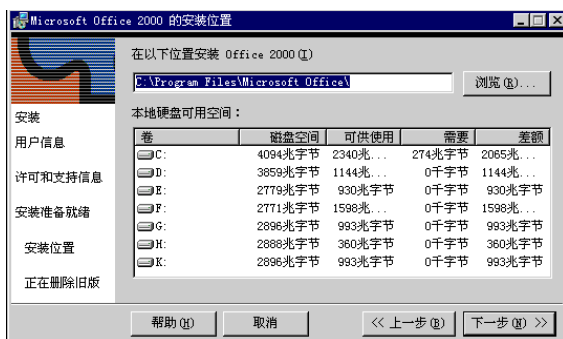 Microsoft Office 2000 的安装位置
在以下位置安装 Office 2000(I)
C:\Program Files\Microsoft Office\
浏览(R)...
安装
用户信息
许可和支持信息
安装准备就绪
安装位置
正在删除旧版
本地硬盘可用空间：
卷 磁盘空间 可供使用 需要 差额
C: 4094兆字节 2340兆... 274兆字节 2065兆...
D: 3859兆字节 1144兆... 0千字节 1144兆...
E: 2779兆字节 930兆字节 0千字节 930兆字节
F: 2771兆字节 1598兆... 0千字节 1598兆...
G: 2896兆字节 993兆字节 0千字节 993兆字节
H: 2888兆字节 360兆字节 0千字节 360兆字节
K: 2896兆字节 993兆字节 0千字节 993兆字节
帮助(H) 取消 << 上一步(B) 下一步(N) >>